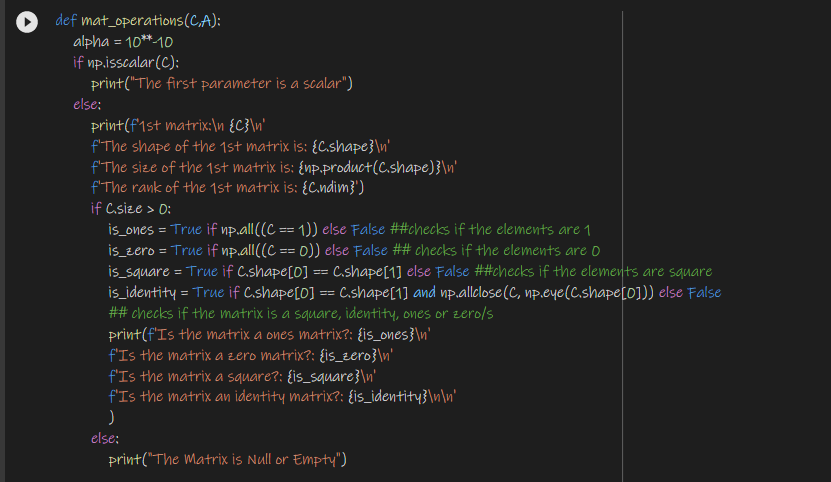 def mat_operations(C,A):
    alpha = 10**-10
    if np.isscalar(C):
        print("The first parameter is a scalar")
    else:
        print(f'1st matrix:\n {C}\n'
        f'The shape of the 1st matrix is: {C.shape}\n'
        f'The size of the 1st matrix is: {np.product(C.shape)}\n'
        f'The rank of the 1st matrix is: {C.ndim}')
        if C.size > 0:
            is_ones = True if np.all((C == 1)) else False ##checks if the elements are 1
            is_zero = True if np.all((C == 0)) else False ## checks if the elements are 0
            is_square = True if C.shape[0] == C.shape[1] else False ##checks if the elements are square
            is_identity = True if C.shape[0] == C.shape[1] and np.allclose(C, np.eye(C.shape[0])) else False
            ## checks if the matrix is a square, identity, ones or zero/s
            print(f'Is the matrix a ones matrix?: {is_ones}\n'
            f'Is the matrix a zero matrix?: {is_zero}\n'
            f'Is the matrix a square?: {is_square}\n'
            f'Is the matrix an identity matrix?: {is_identity}\n\n'
            )
        else:
            print("The Matrix is Null or Empty")